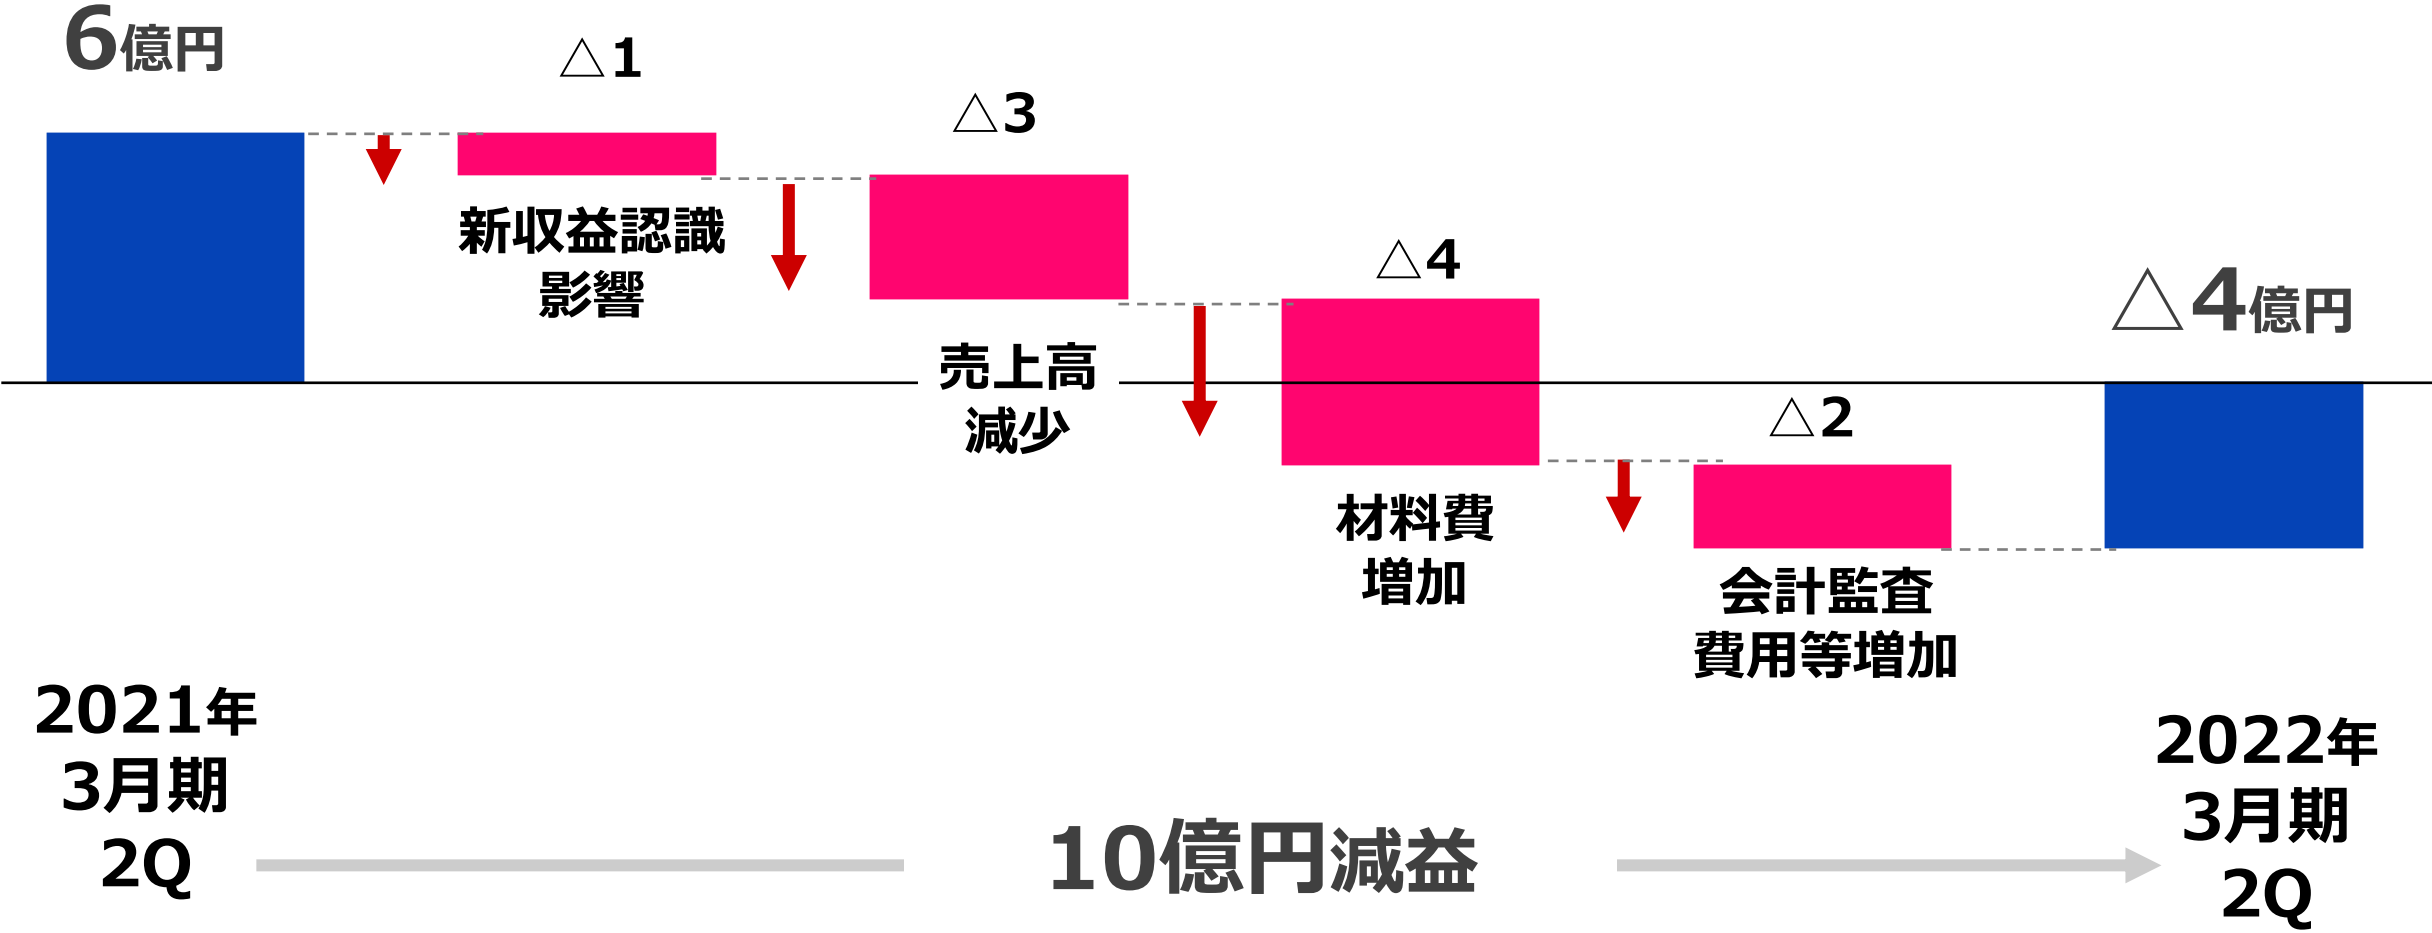 6億円
△1
新収益認識
影響
△3
売上高
減少
△4
材料費
増加
△2
会計監査
費用等増加
△4億円
2021年
3月期
2Q
10億円減益
2022年
3月期
2Q